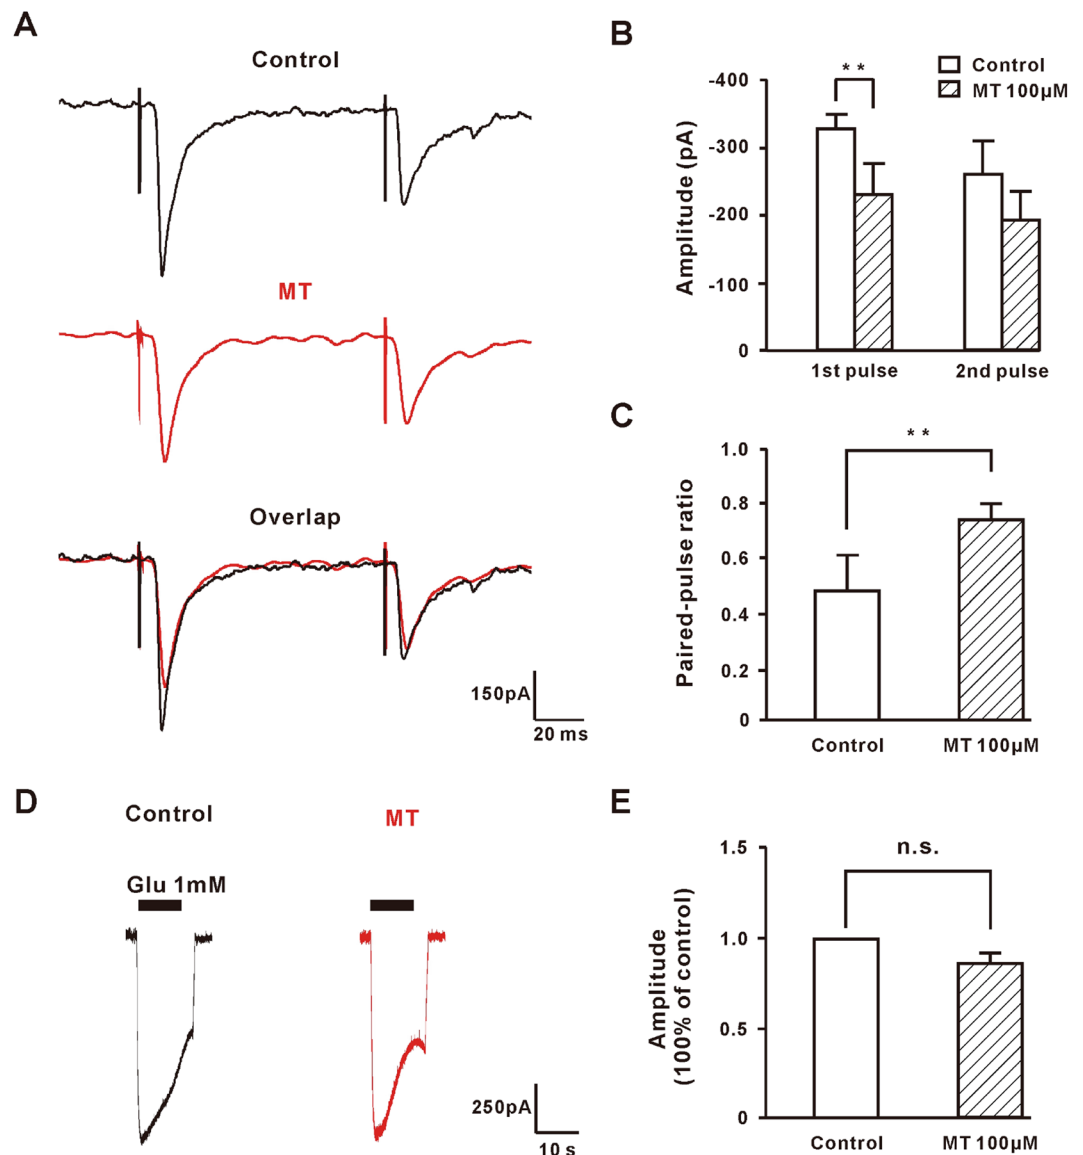 A
Control
MT
Overlap
150pA
20 ms
B
* *
Control
MT 100μM
-400
-300
-200
-100
0
Amplitude (pA)
1st pulse
2nd pulse
C
* *
1.0
0.8
0.6
0.4
0.2
0
Paired-pulse ratio
Control
MT 100μM
D
Control
MT
Glu 1mM
250pA
10 s
E
n.s.
1.5
1.0
0.5
0
Amplitude
(100% of control)
Control
MT 100μM